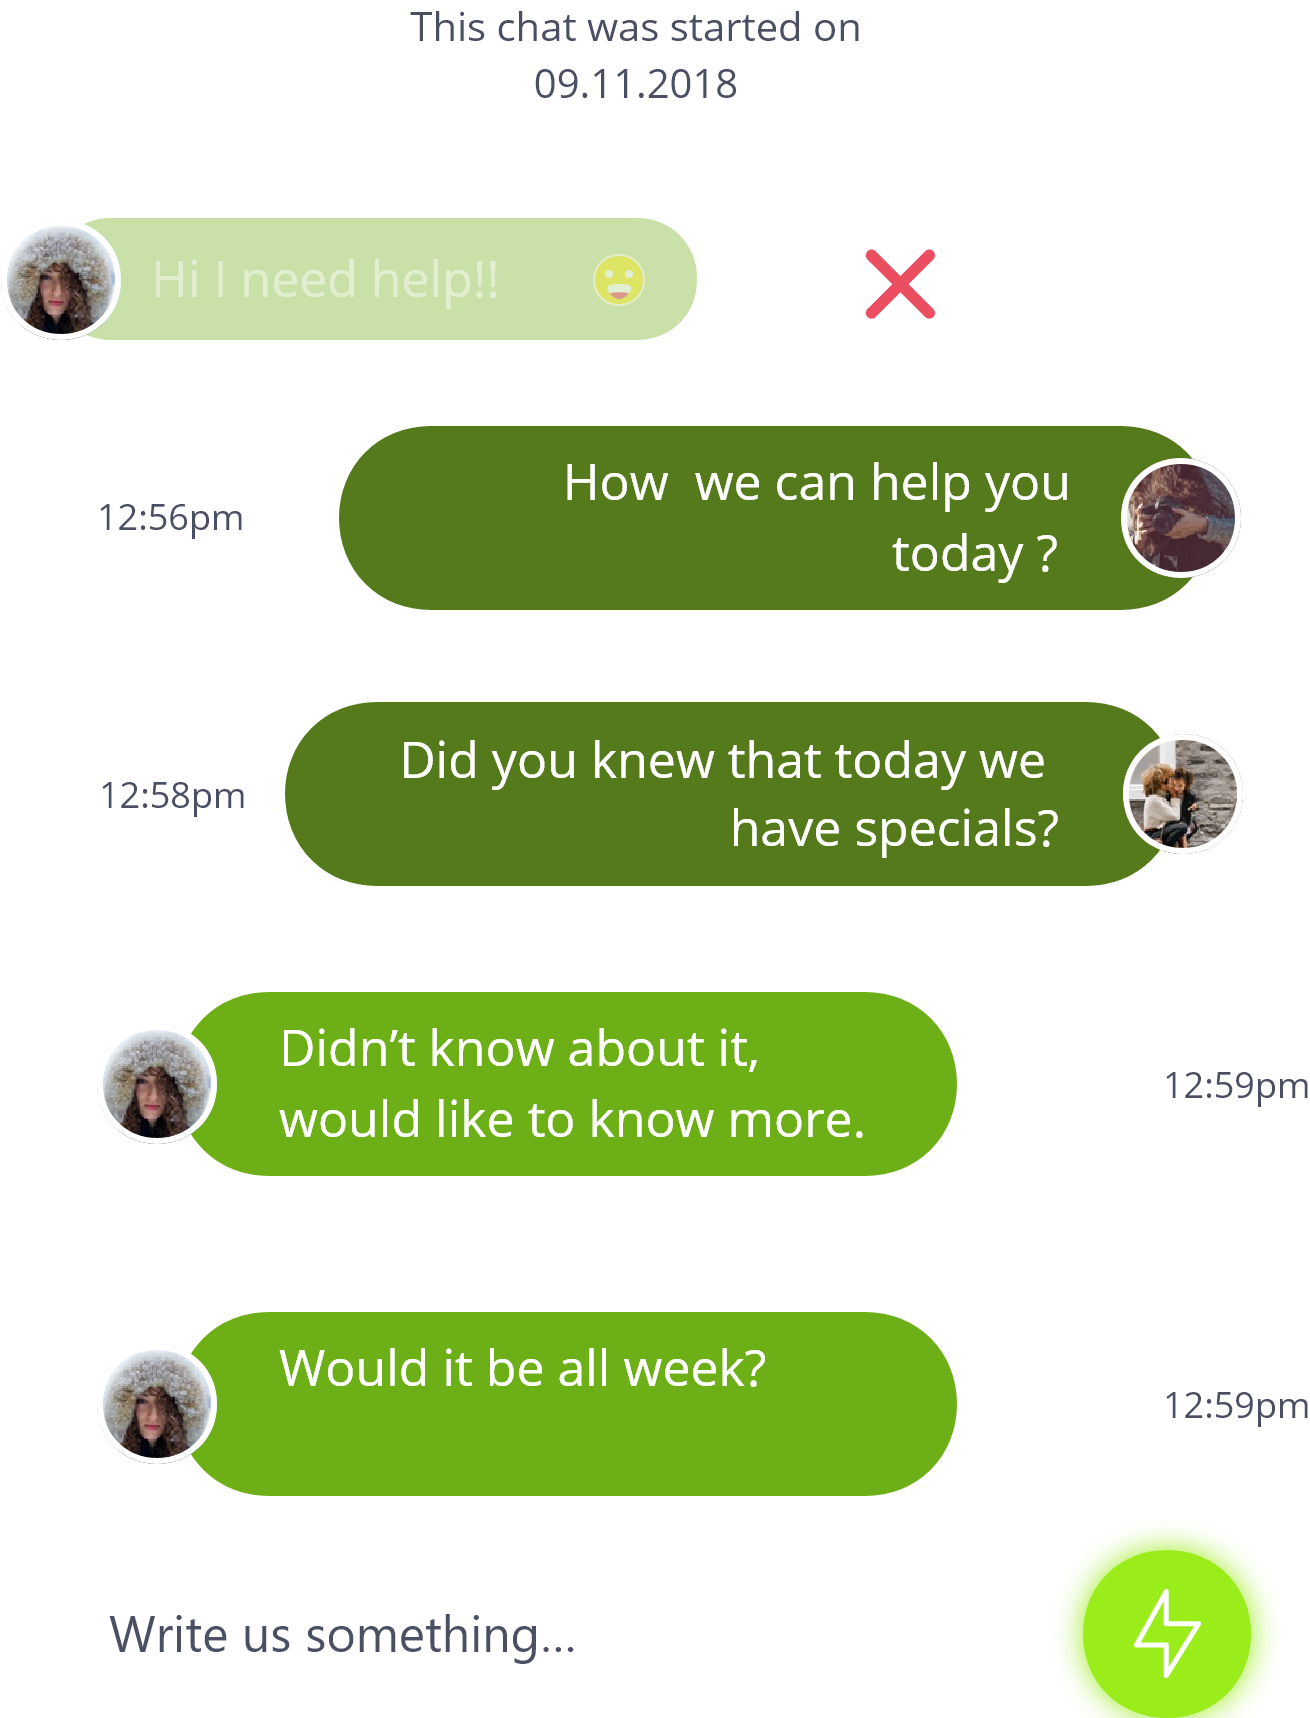 This chat was started on
09.11.2018
Hi I need help!!
How  we can help you
today ?
12:56pm
Did you knew that today we
have specials?
12:58pm
Didn’t know about it,
would like to know more.
12:59pm
Would it be all week?
12:59pm
Write us something...